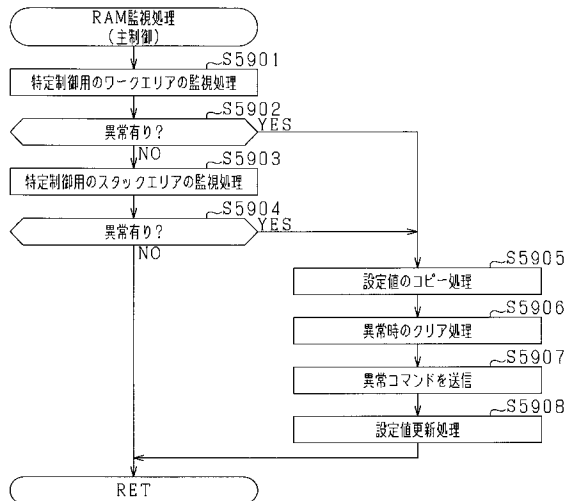 RAM監視処理
(主制御)
S5901
特定制御用のワークエリアの監視処理
S5902
異常有り?
YES
NO
S5903
特定制御用のスタックエリアの監視処理
S5904
異常有り?
YES
NO
S5905
設定値のコピー処理
S5906
異常時のクリア処理
S5907
異常コマンドを送信
S5908
設定値更新処理
RET